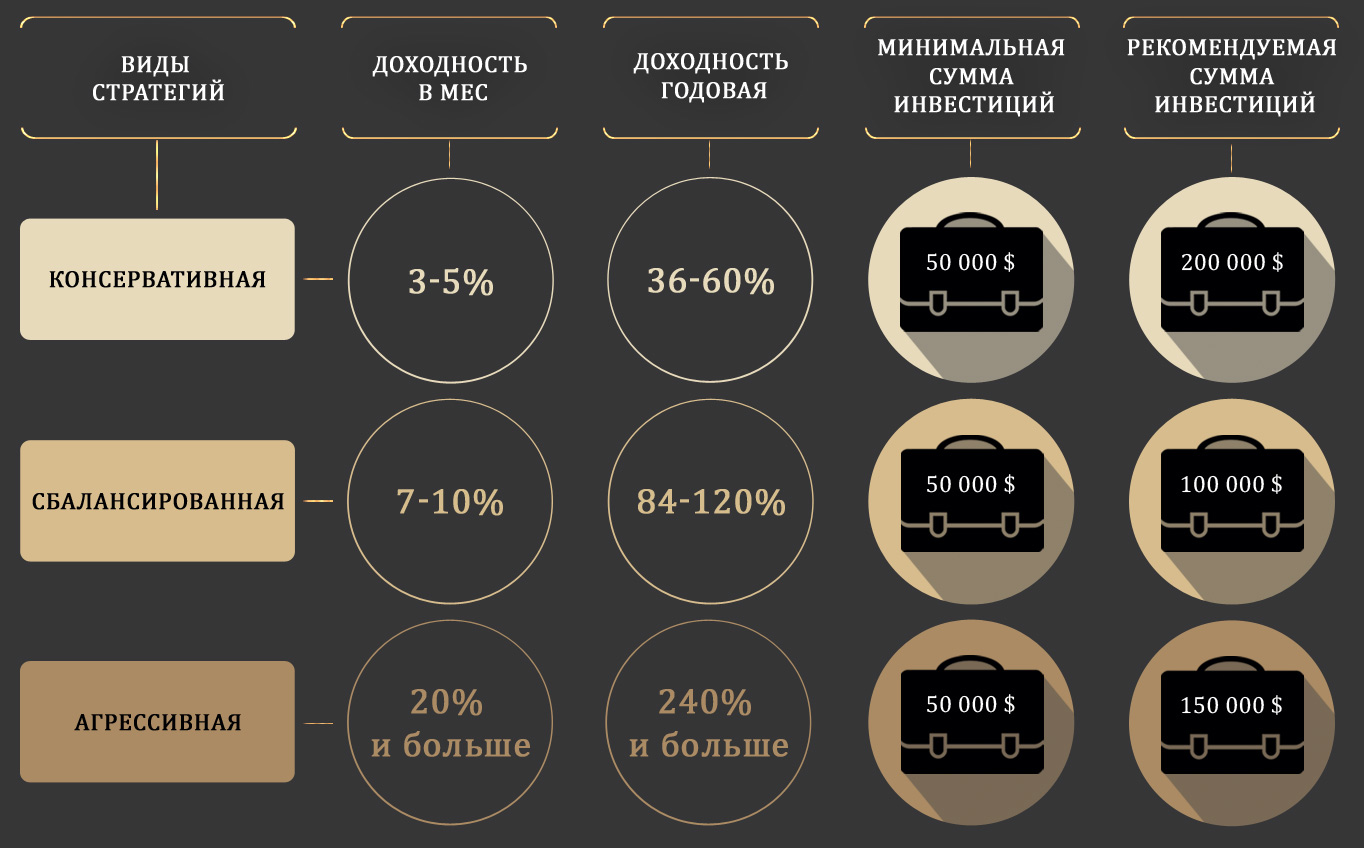 ВИДЫ
СТРАТЕГИЙ
ДОХОДНОСТЬ
В МЕС
ДОХОДНОСТЬ
ГОДОВАЯ
МИНИМАЛЬНАЯ
СУММА
ИНВЕСТИЦИЙ
РЕКОМЕНДУЕМАЯ
СУММА
ИНВЕСТИЦИЙ
КОНСЕРВАТИВНАЯ
3-5%
36-60%
50 000 $
200 000 $
СБАЛАНСИРОВАННАЯ
7-10%
84-120%
50 000 $
100 000 $
АГРЕССИВНАЯ
20%
и больше
240%
и больше
50 000 $
150 000 $